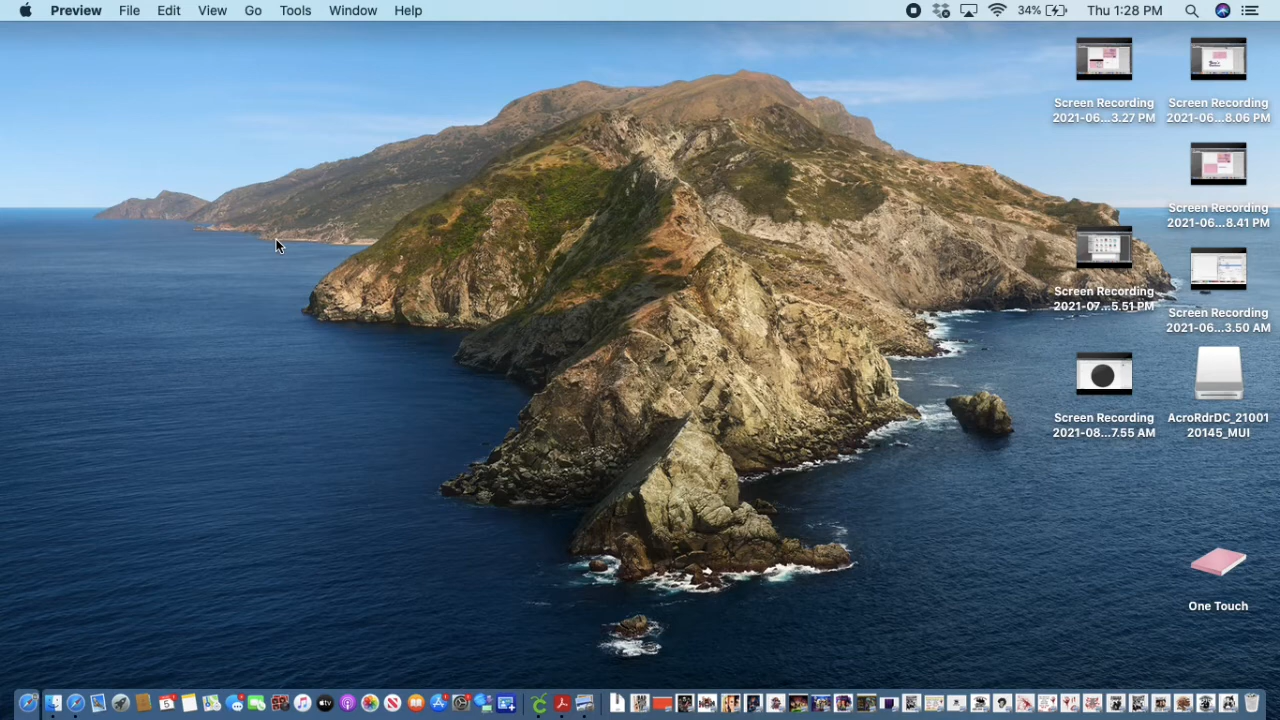 Preview File Edit View Go Tools Window Help 34% Thu 1:28 PM
Screen Recording
2021-06...3.27 PM
Screen Recording
2021-06...8.06 PM
Screen Recording
2021-06...8.41 PM
Screen Recording
2021-07...5.51 PM
Screen Recording
2021-06...3.50 AM
Screen Recording
2021-08...7.55 AM
AcroRdrDC_21001
20145_MUI
One Touch